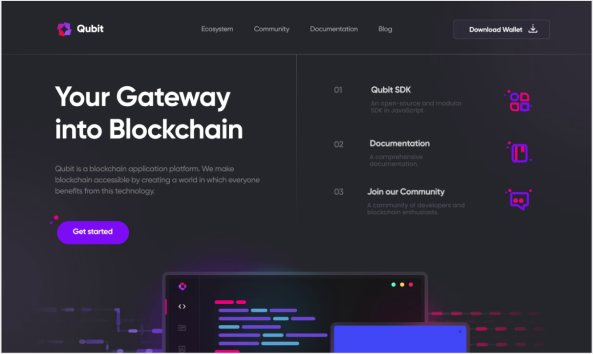 Qubit
Ecosystem
Community
Documentation
Blog
Download Wallet
Your Gateway
into Blockchain
Qubit is a blockchain application platform. We make
blockchain accessible by creating a world in which everyone
benefits from this technology.
Get started
01
Qubit SDK
An open-source and modular
SDK in JavaScript.
02
Documentation
A comprehensive
documentation.
03
Join our Community
A community of developers and
blockchain enthusiasts.